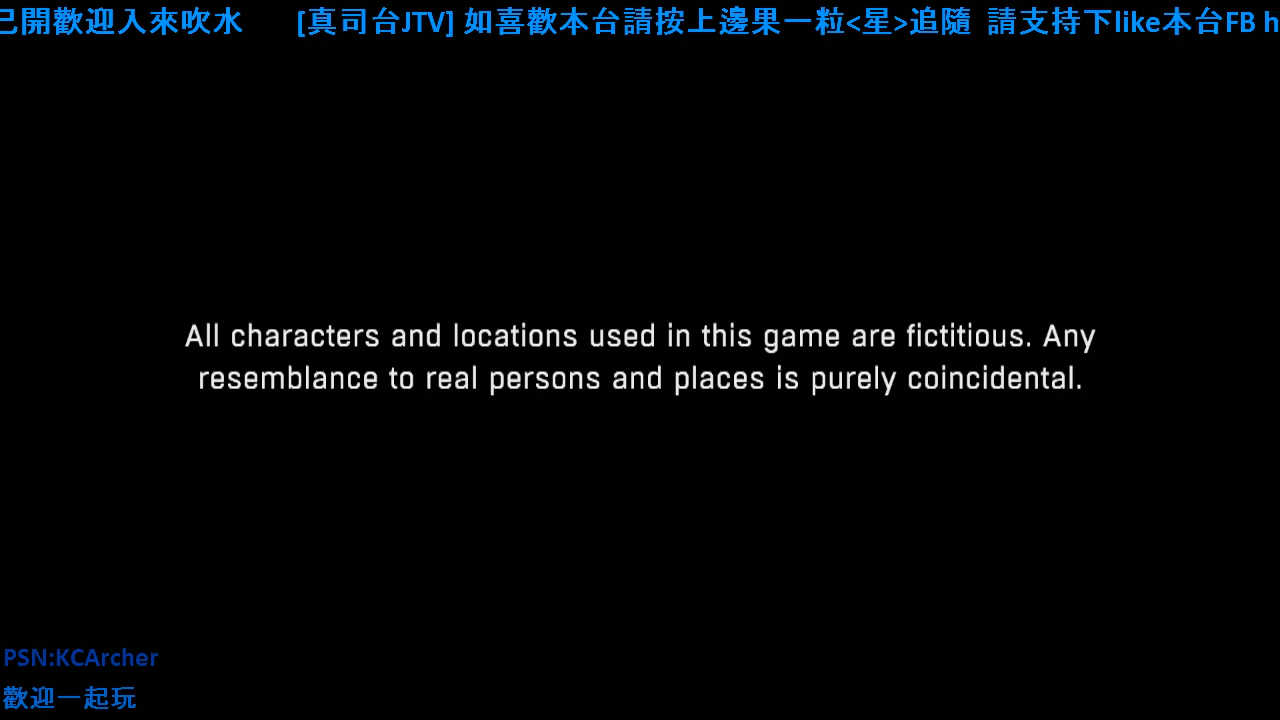 已開歡迎入來吹水 [真司台JTV] 如喜歡本台請按上邊果一粒<星>追隨 請支持下like本台FB h
All characters and locations used in this game are fictitious. Any
resemblance to real persons and places is purely coincidental.
PSN:KCArcher
歡迎一起玩